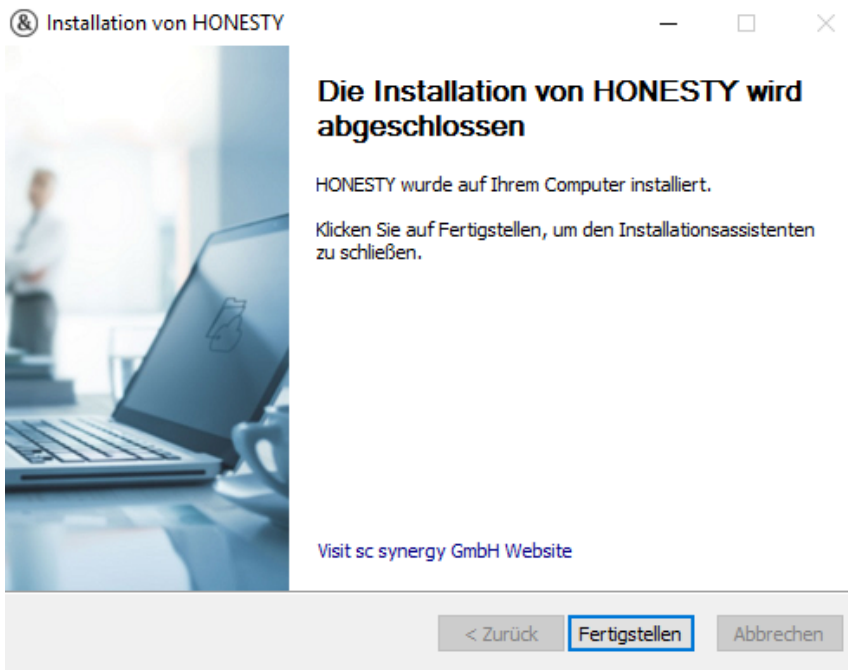 & Installation von HONESTY
Die Installation von HONESTY wird
abgeschlossen
HONESTY wurde auf Ihrem Computer installiert.
Klicken Sie auf Fertigstellen, um den Installationsassistenten
zu schließen.
Visit sc synergy GmbH Website
< Zurück Fertigstellen Abbrechen